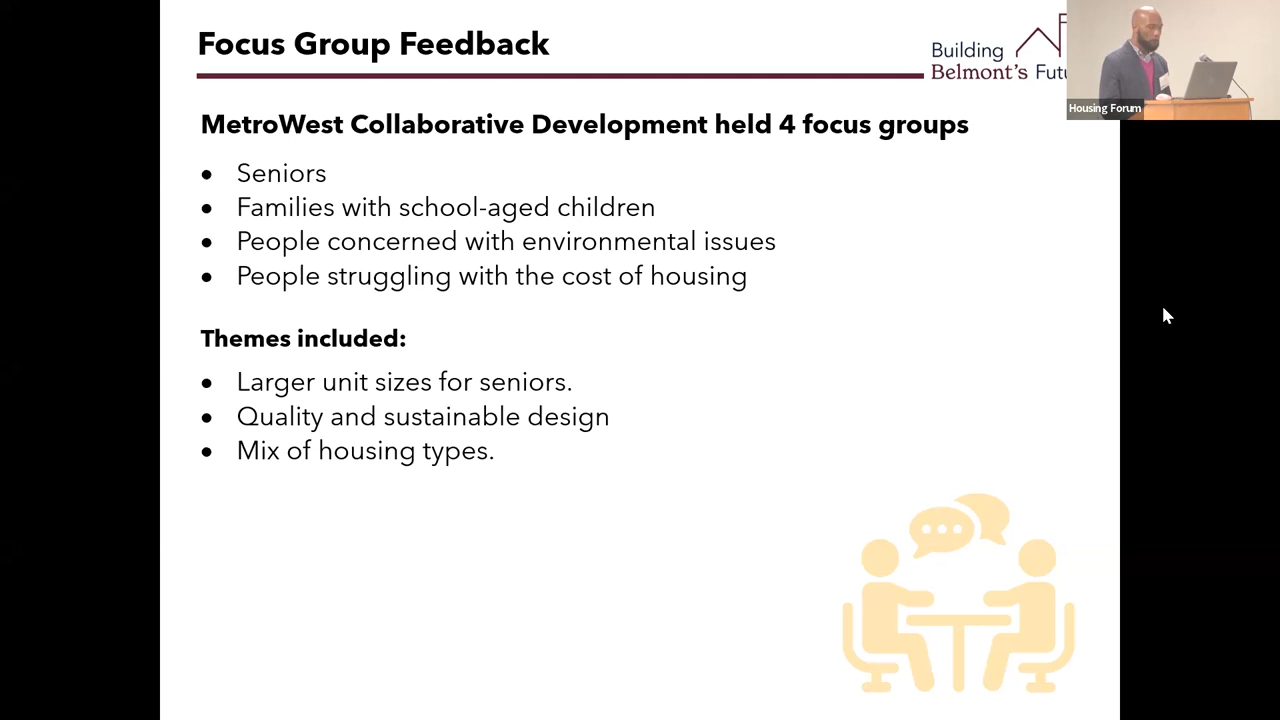 Focus Group Feedback
Building
Belmont's
Housing Forum
MetroWest Collaborative Development held 4 focus groups
• Seniors
• Families with school-aged children
• People concerned with environmental issues
• People struggling with the cost of housing
Themes included:
• Larger unit sizes for seniors.
• Quality and sustainable design
• Mix of housing types.